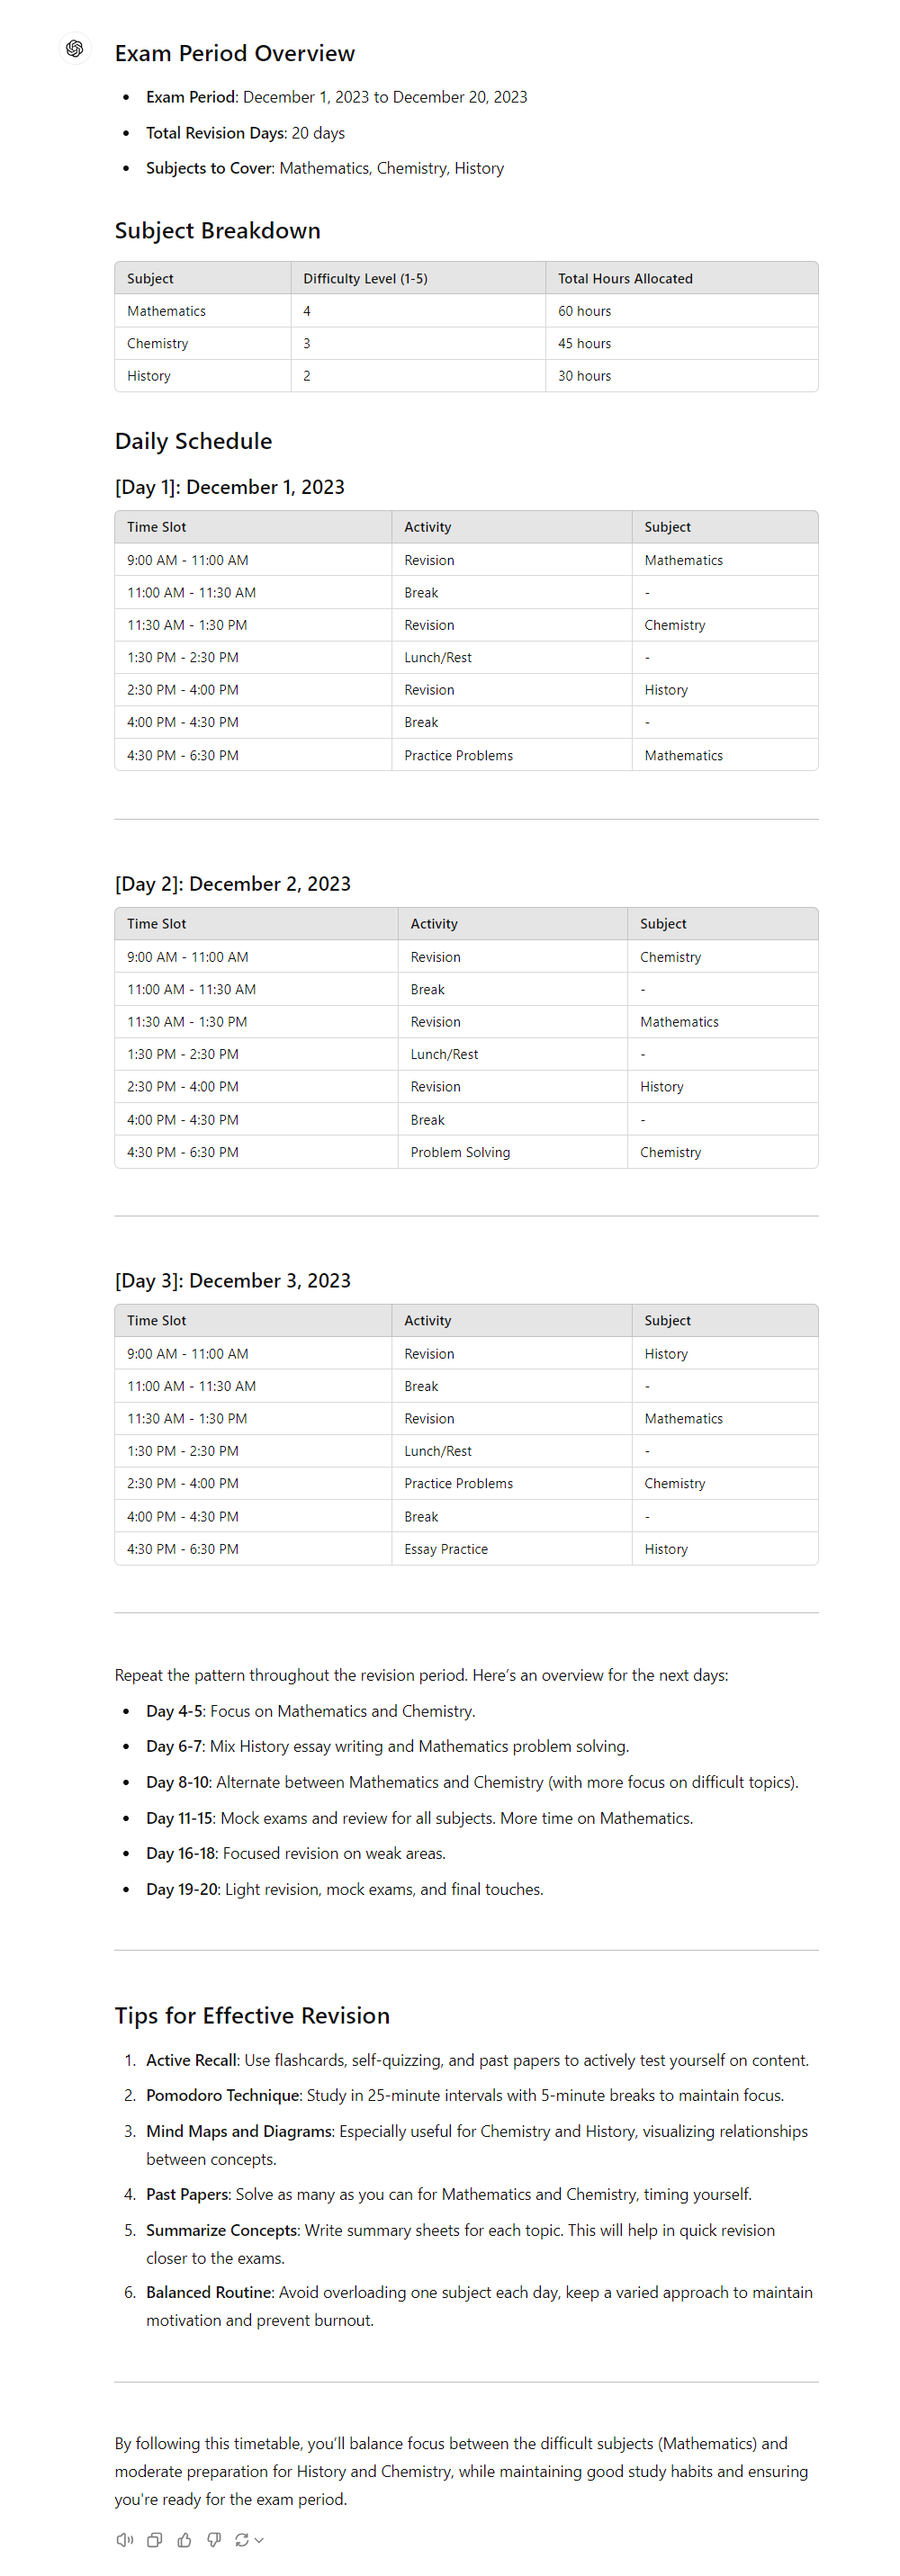 Exam Period Overview
Exam Period: December 1, 2023 to December 20, 2023
Total Revision Days: 20 days
Subjects to Cover: Mathematics, Chemistry, History
Subject Breakdown
Subject Difficulty Level (1-5) Total Hours Allocated
Mathematics 4 60 hours
Chemistry 3 45 hours
History 2 30 hours
Daily Schedule
[Day 1]: December 1, 2023
Time Slot Activity Subject
9:00 AM - 11:00 AM Revision Mathematics
11:00 AM - 11:30 AM Break -
11:30 AM - 1:30 PM Revision Chemistry
1:30 PM - 2:30 PM Lunch/Rest -
2:30 PM - 4:00 PM Revision History
4:00 PM - 4:30 PM Break -
4:30 PM - 6:30 PM Practice Problems Mathematics
[Day 2]: December 2, 2023
Time Slot Activity Subject
9:00 AM - 11:00 AM Revision Chemistry
11:00 AM - 11:30 AM Break -
11:30 AM - 1:30 PM Revision Mathematics
1:30 PM - 2:30 PM Lunch/Rest -
2:30 PM - 4:00 PM Revision History
4:00 PM - 4:30 PM Break -
4:30 PM - 6:30 PM Problem Solving Chemistry
[Day 3]: December 3, 2023
Time Slot Activity Subject
9:00 AM - 11:00 AM Revision History
11:00 AM - 11:30 AM Break -
11:30 AM - 1:30 PM Revision Mathematics
1:30 PM - 2:30 PM Lunch/Rest -
2:30 PM - 4:00 PM Practice Problems Chemistry
4:00 PM - 4:30 PM Break -
4:30 PM - 6:30 PM Essay Practice History
Repeat the pattern throughout the revision period. Here's an overview for the next days:
Day 4-5: Focus on Mathematics and Chemistry.
Day 6-7: Mix History essay writing and Mathematics problem solving.
Day 8-10: Alternate between Mathematics and Chemistry (with more focus on difficult topics).
Day 11-15: Mock exams and review for all subjects. More time on Mathematics.
Day 16-18: Focused revision on weak areas.
Day 19-20: Light revision, mock exams, and final touches.
Tips for Effective Revision
1. Active Recall: Use flashcards, self-quizzing, and past papers to actively test yourself on content.
2. Pomodoro Technique: Study in 25-minute intervals with 5-minute breaks to maintain focus.
3. Mind Maps and Diagrams: Especially useful for Chemistry and History, visualizing relationships
between concepts.
4. Past Papers: Solve as many as you can for Mathematics and Chemistry, timing yourself.
5. Summarize Concepts: Write summary sheets for each topic. This will help in quick revision
closer to the exams.
6. Balanced Routine: Avoid overloading one subject each day, keep a varied approach to maintain
motivation and prevent burnout.
By following this timetable, you'll balance focus between the difficult subjects (Mathematics) and
moderate preparation for History and Chemistry, while maintaining good study habits and ensuring
you're ready for the exam period.